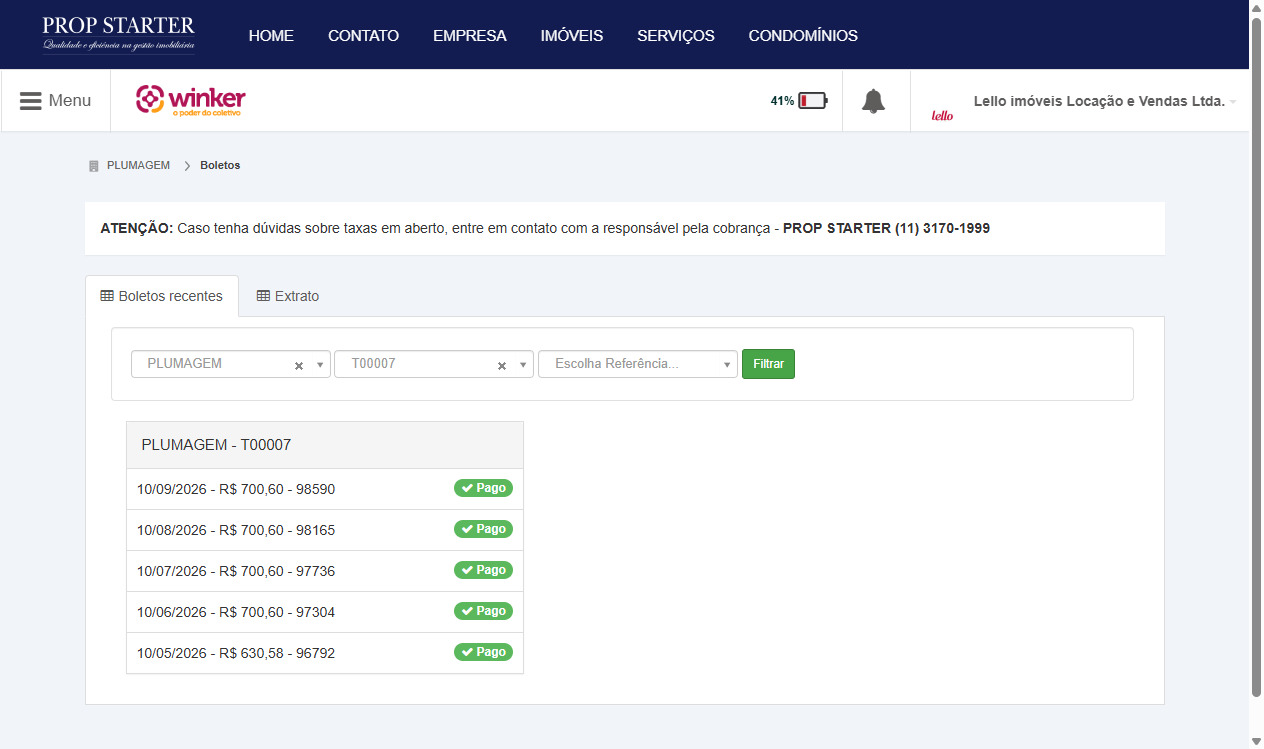 PROP STARTER
Qualidade e eficiência na gestão imobiliária
HOME CONTATO EMPRESA IMÓVEIS SERVIÇOS CONDOMÍNIOS
Menu
winker
o poder do coletivo
41%
lello
Lello imóveis Locação e Vendas Ltda.
PLUMAGEM Boletos
ATENÇÃO: Caso tenha dúvidas sobre taxas em aberto, entre em contato com a responsável pela cobrança - PROP STARTER (11) 3170-1999
Boletos recentes Extrato
PLUMAGEM × T00007 × Escolha Referência... Filtrar
PLUMAGEM - T00007
10/09/2026 - R$ 700,60 - 98590 Pago
10/08/2026 - R$ 700,60 - 98165 Pago
10/07/2026 - R$ 700,60 - 97736 Pago
10/06/2026 - R$ 700,60 - 97304 Pago
10/05/2026 - R$ 630,58 - 96792 Pago